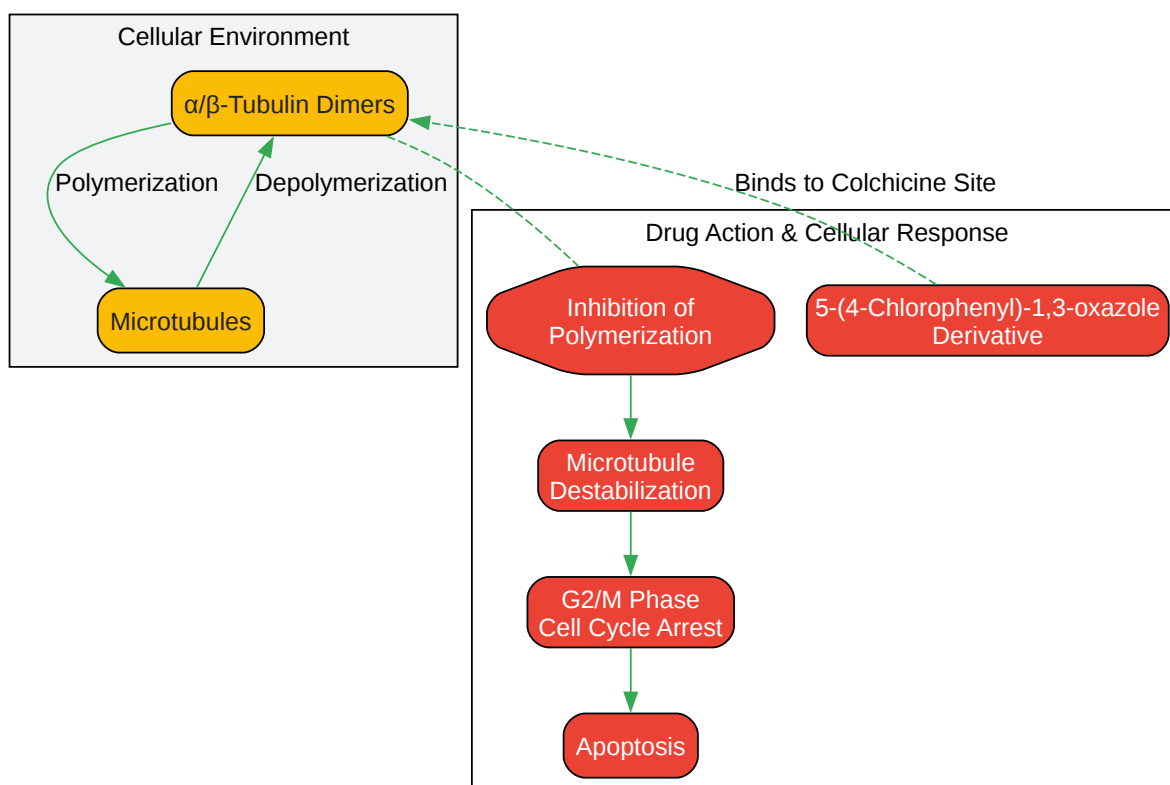 Cellular Environment
α/β-Tubulin Dimers
Polymerization
Depolymerization
Microtubules
Binds to Colchicine Site
Drug Action & Cellular Response
Inhibition of
Polymerization
5-(4-Chlorophenyl)-1,3-oxazole
Derivative
Microtubule
Destabilization
G2/M Phase
Cell Cycle Arrest
Apoptosis